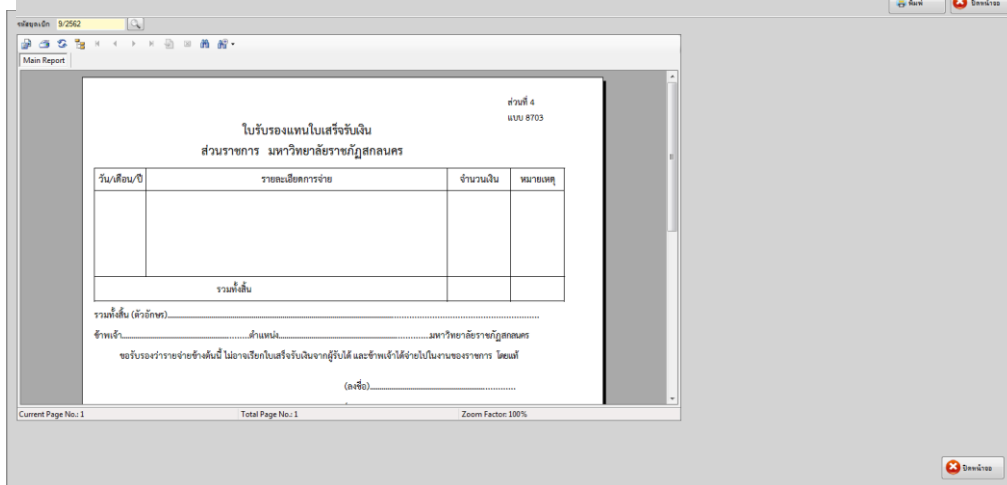 พิมพ์ ปิดหน้าจอ
รหัสชุดเบิก 9/2562
Main Report
ส่วนที่ 4
แบบ 8703
ใบรับรองแทนใบเสร็จรับเงิน
ส่วนราชการ มหาวิทยาลัยราชภัฏสกลนคร
วัน/เดือน/ปี รายละเอียดการจ่าย จำนวนเงิน หมายเหตุ
รวมทั้งสิ้น
รวมทั้งสิ้น (ตัวอักษร)
ข้าพเจ้า ตำแหน่ง มหาวิทยาลัยราชภัฏสกลนคร
ขอรับรองว่ารายจ่ายข้างต้นนี้ ไม่อาจเรียกใบเสร็จรับเงินจากผู้รับได้ และข้าพเจ้าได้จ่ายไปในงานของราชการ โดยแท้
(ลงชื่อ)
Current Page No.: 1 Total Page No.: 1 Zoom Factor: 100%
ปิดหน้าจอ